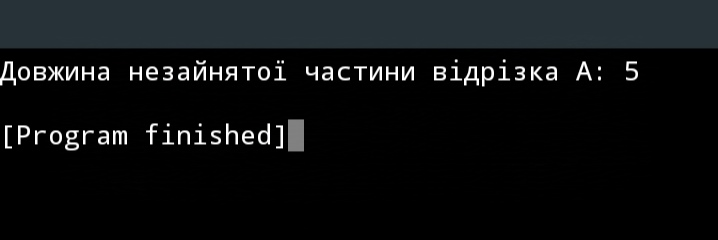 Довжина незайнятої частини відрізка A: 5
[Program finished]